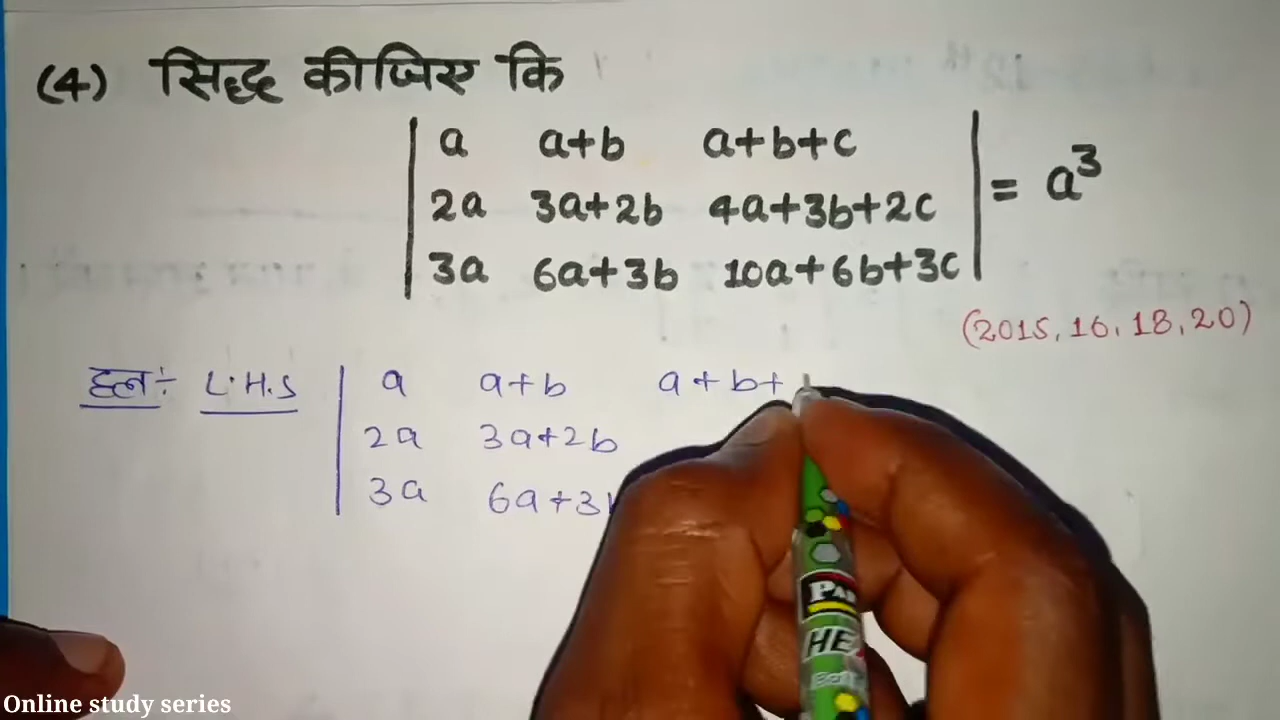 (4) सिद्ध कीजिए कि
a a+b a+b+c
2a 3a+2b 4a+3b+2c = a³
3a 6a+3b 10a+6b+3c
(2015, 16, 18, 20)
हल:- L.H.S a a+b a+b+
2a 3a+2b
3a 6a+3
HE
Online study series